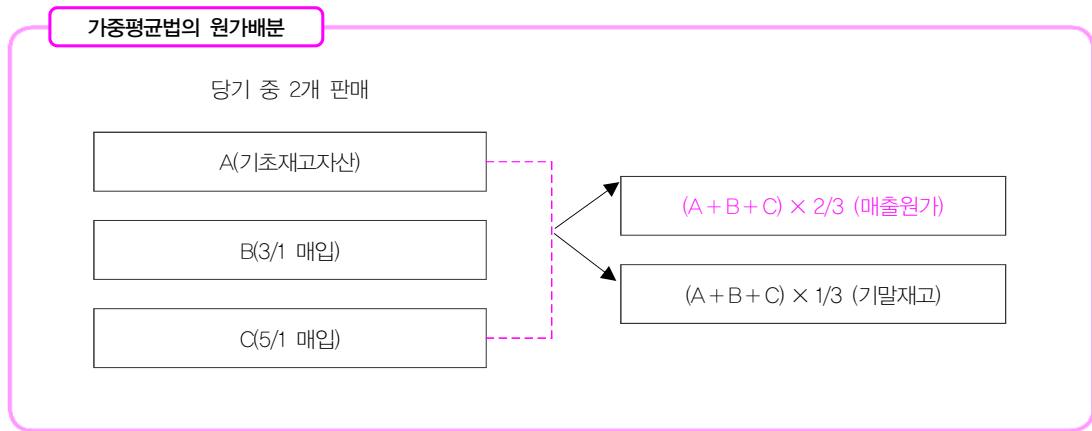 가중평균법의 원가배분
당기 중 2개 판매
A(기초재고자산)
B(3/1 매입)
C(5/1 매입)
(A+B+C) × 2/3 (매출원가)
(A+B+C) × 1/3 (기말재고)